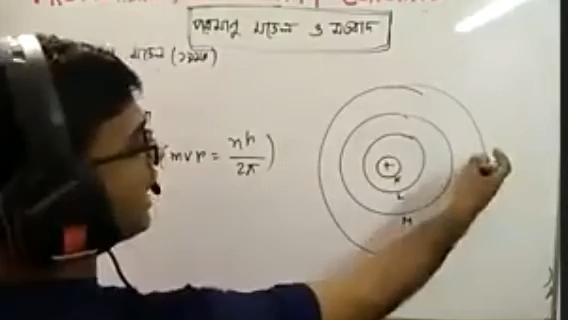 পরমাণু মডেল ও মতবাদ
মডেল (১৯১৩)
mvr = nh/2π)
+
K
L
M